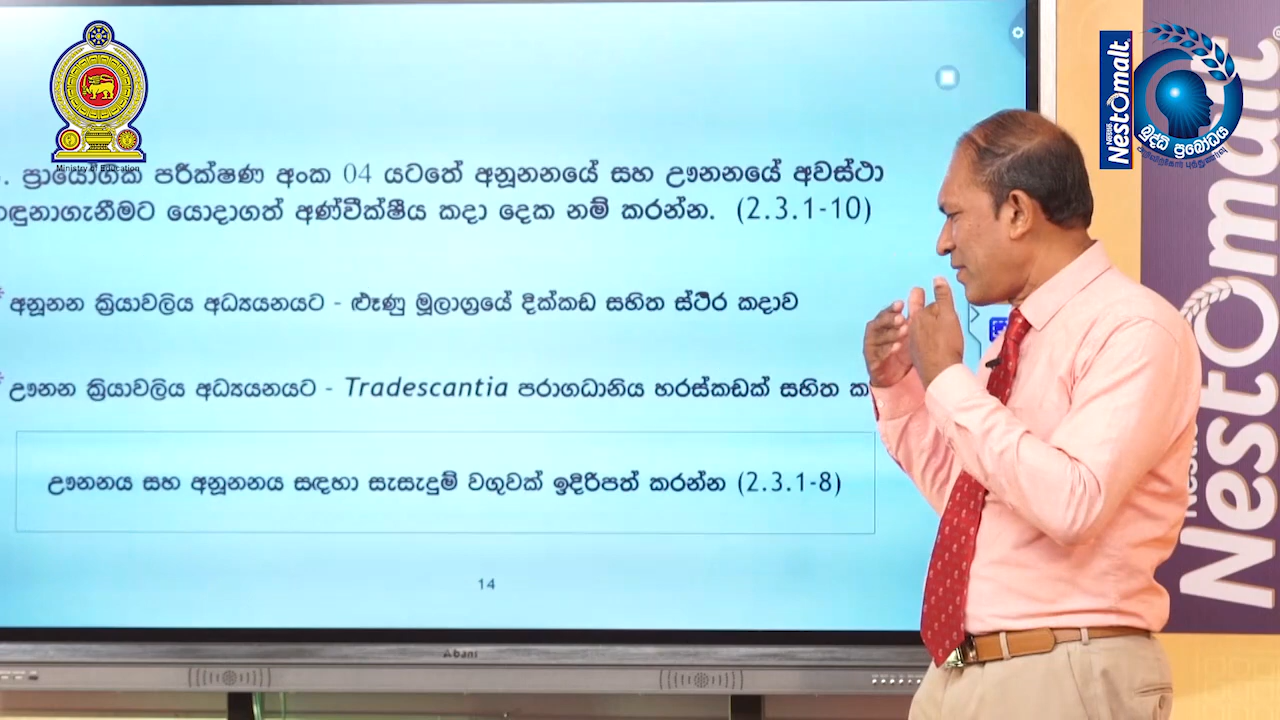 Ministry of Education
ප්‍රායෝගික පරීක්ෂණ අංක 04 යටතේ අනූනනයේ සහ ඌනනයේ අවස්ථා
හඳුනාගැනීමට යොදාගත් අණ්වීක්ෂීය කදා දෙක නම් කරන්න. (2.3.1-10)
අනූනන ක්‍රියාවලිය අධ්‍යයනයට - ළූණු මූලාග්‍රයේ දික්කඩ සහිත ස්ථිර කදාව
ඌනන ක්‍රියාවලිය අධ්‍යයනයට - Tradescantia පරාගධානිය හරස්කඩක් සහිත
ඌනනය සහ අනූනනය සඳහා සැසැදුම් වගුවක් ඉදිරිපත් කරන්න (2.3.1-8)
14
Abani
Nestomalt
බුද්ධි ප්‍රබෝධය
Nestomalt